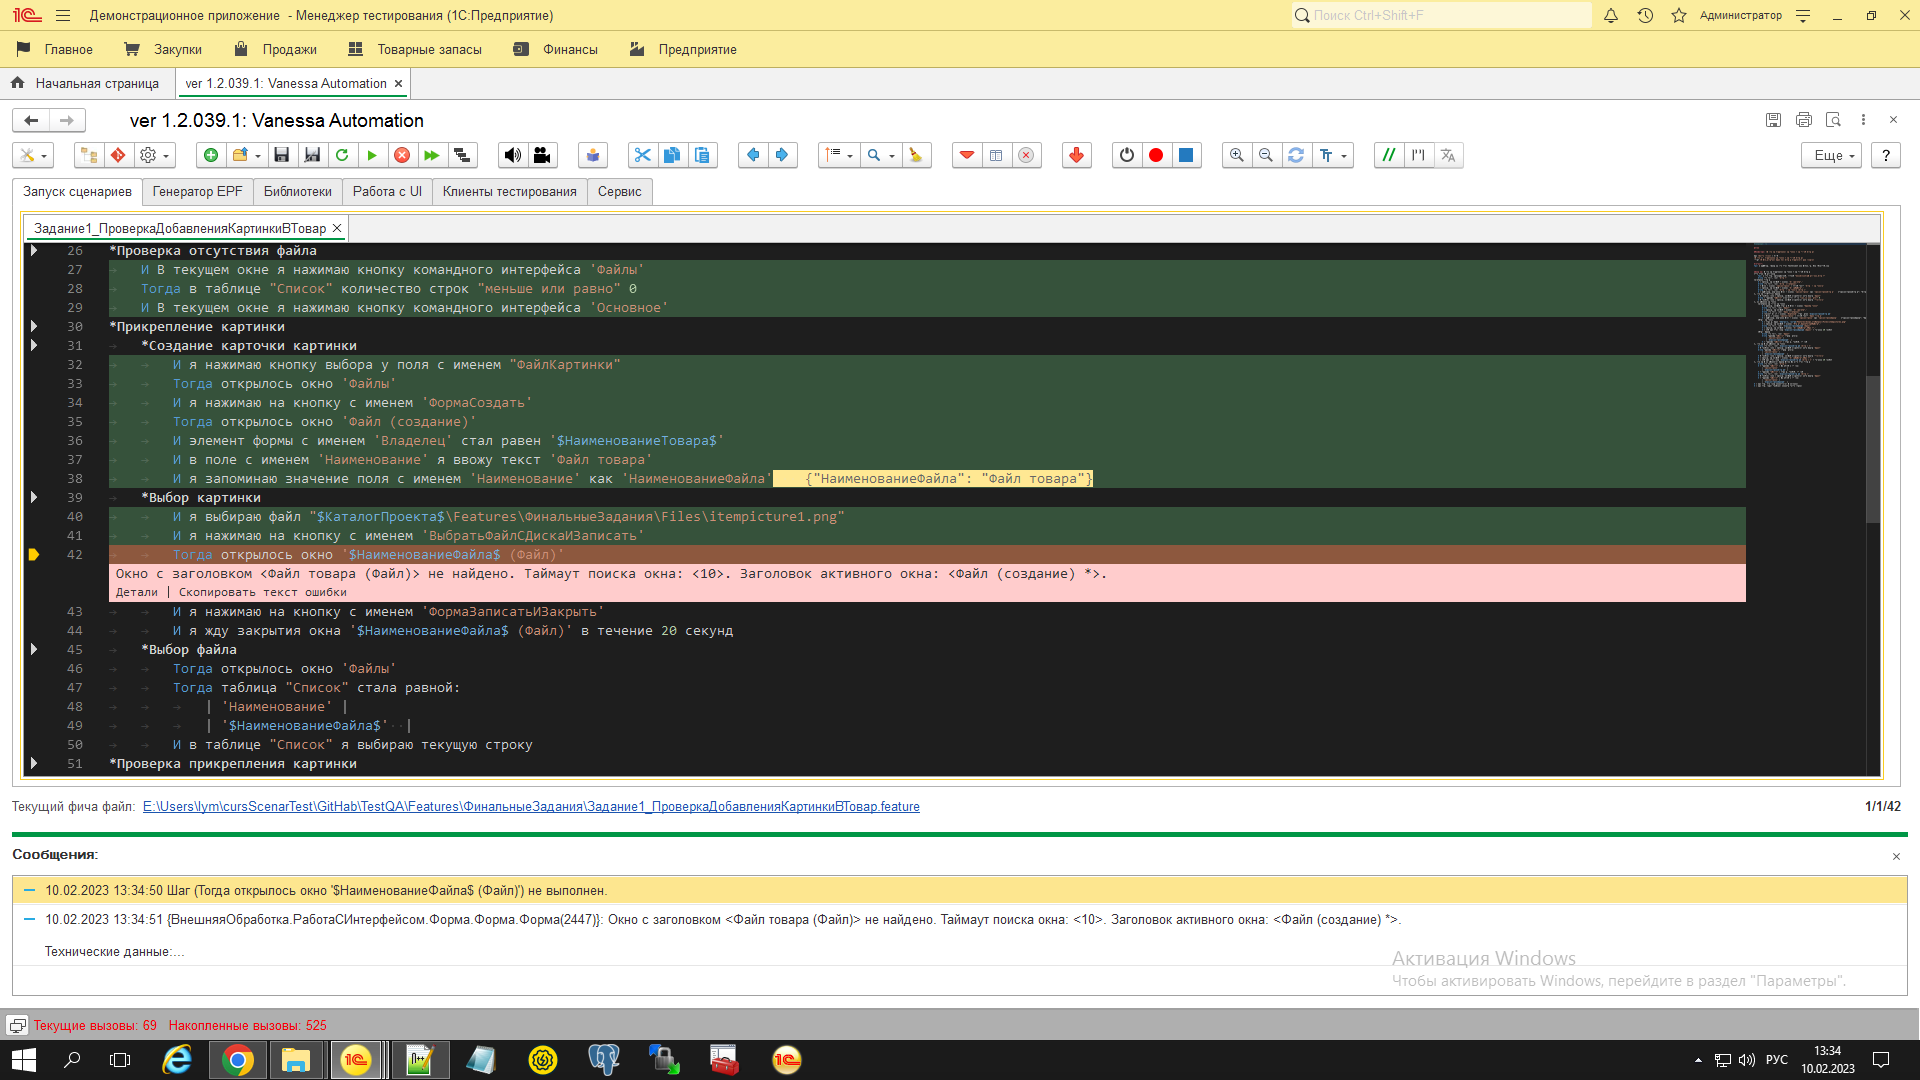 Демонстрационное приложение - Менеджер тестирования (1С:Предприятие)
Поиск Ctrl+Shift+F
Администратор
Главное
Закупки
Продажи
Товарные запасы
Финансы
Предприятие
Начальная страница
ver 1.2.039.1: Vanessa Automation
ver 1.2.039.1: Vanessa Automation
Еще
?
Запуск сценариев
Генератор EPF
Библиотеки
Работа с UI
Клиенты тестирования
Сервис
Задание1_ПроверкаДобавленияКартинкиВТовар
26 *Проверка отсутствия файла
27 И В текущем окне я нажимаю кнопку командного интерфейса 'Файлы'
28 Тогда в таблице "Список" количество строк "меньше или равно" 0
29 И В текущем окне я нажимаю кнопку командного интерфейса 'Основное'
30 *Прикрепление картинки
31 *Создание карточки картинки
32 И я нажимаю кнопку выбора у поля с именем "ФайлКартинки"
33 Тогда открылось окно 'Файлы'
34 И я нажимаю на кнопку с именем 'ФормаСоздать'
35 Тогда открылось окно 'Файл (создание)'
36 И элемент формы с именем 'Владелец' стал равен '$НаименованиеТовара$'
37 И в поле с именем 'Наименование' я ввожу текст 'Файл товара'
38 И я запоминаю значение поля с именем 'Наименование' как 'НаименованиеФайла' {"НаименованиеФайла": "Файл товара"}
39 *Выбор картинки
40 И я выбираю файл "$КаталогПроекта$\Features\ФинальныеЗадания\Files\itempicture1.png"
41 И я нажимаю на кнопку с именем 'ВыбратьФайлСДискаИЗаписать'
42 Тогда открылось окно '$НаименованиеФайла$ (Файл)'
Окно с заголовком <Файл товара (Файл)> не найдено. Таймаут поиска окна: <10>. Заголовок активного окна: <Файл (создание) *>.
Детали | Скопировать текст ошибки
43 И я нажимаю на кнопку с именем 'ФормаЗаписатьИЗакрыть'
44 И я жду закрытия окна '$НаименованиеФайла$ (Файл)' в течение 20 секунд
45 *Выбор файла
46 Тогда открылось окно 'Файлы'
47 Тогда таблица "Список" стала равной:
48 | 'Наименование' |
49 | '$НаименованиеФайла$' |
50 И в таблице "Список" я выбираю текущую строку
51 *Проверка прикрепления картинки
Текущий фича файл: E:\Users\lym\cursScenarTest\GitHab\TestQA\Features\ФинальныеЗадания\Задание1_ПроверкаДобавленияКартинкиВТовар.feature
1/1/42
Сообщения:
10.02.2023 13:34:50 Шаг (Тогда открылось окно '$НаименованиеФайла$ (Файл)') не выполнен.
10.02.2023 13:34:51 {ВнешняяОбработка.РаботаСИнтерфейсом.Форма.Форма.Форма(2447)}: Окно с заголовком <Файл товара (Файл)> не найдено. Таймаут поиска окна: <10>. Заголовок активного окна: <Файл (создание) *>.
Технические данные:...
Активация Windows
Чтобы активировать Windows, перейдите в раздел "Параметры".
Текущие вызовы: 69 Накопленные вызовы: 525
РУС
13:34
10.02.2023